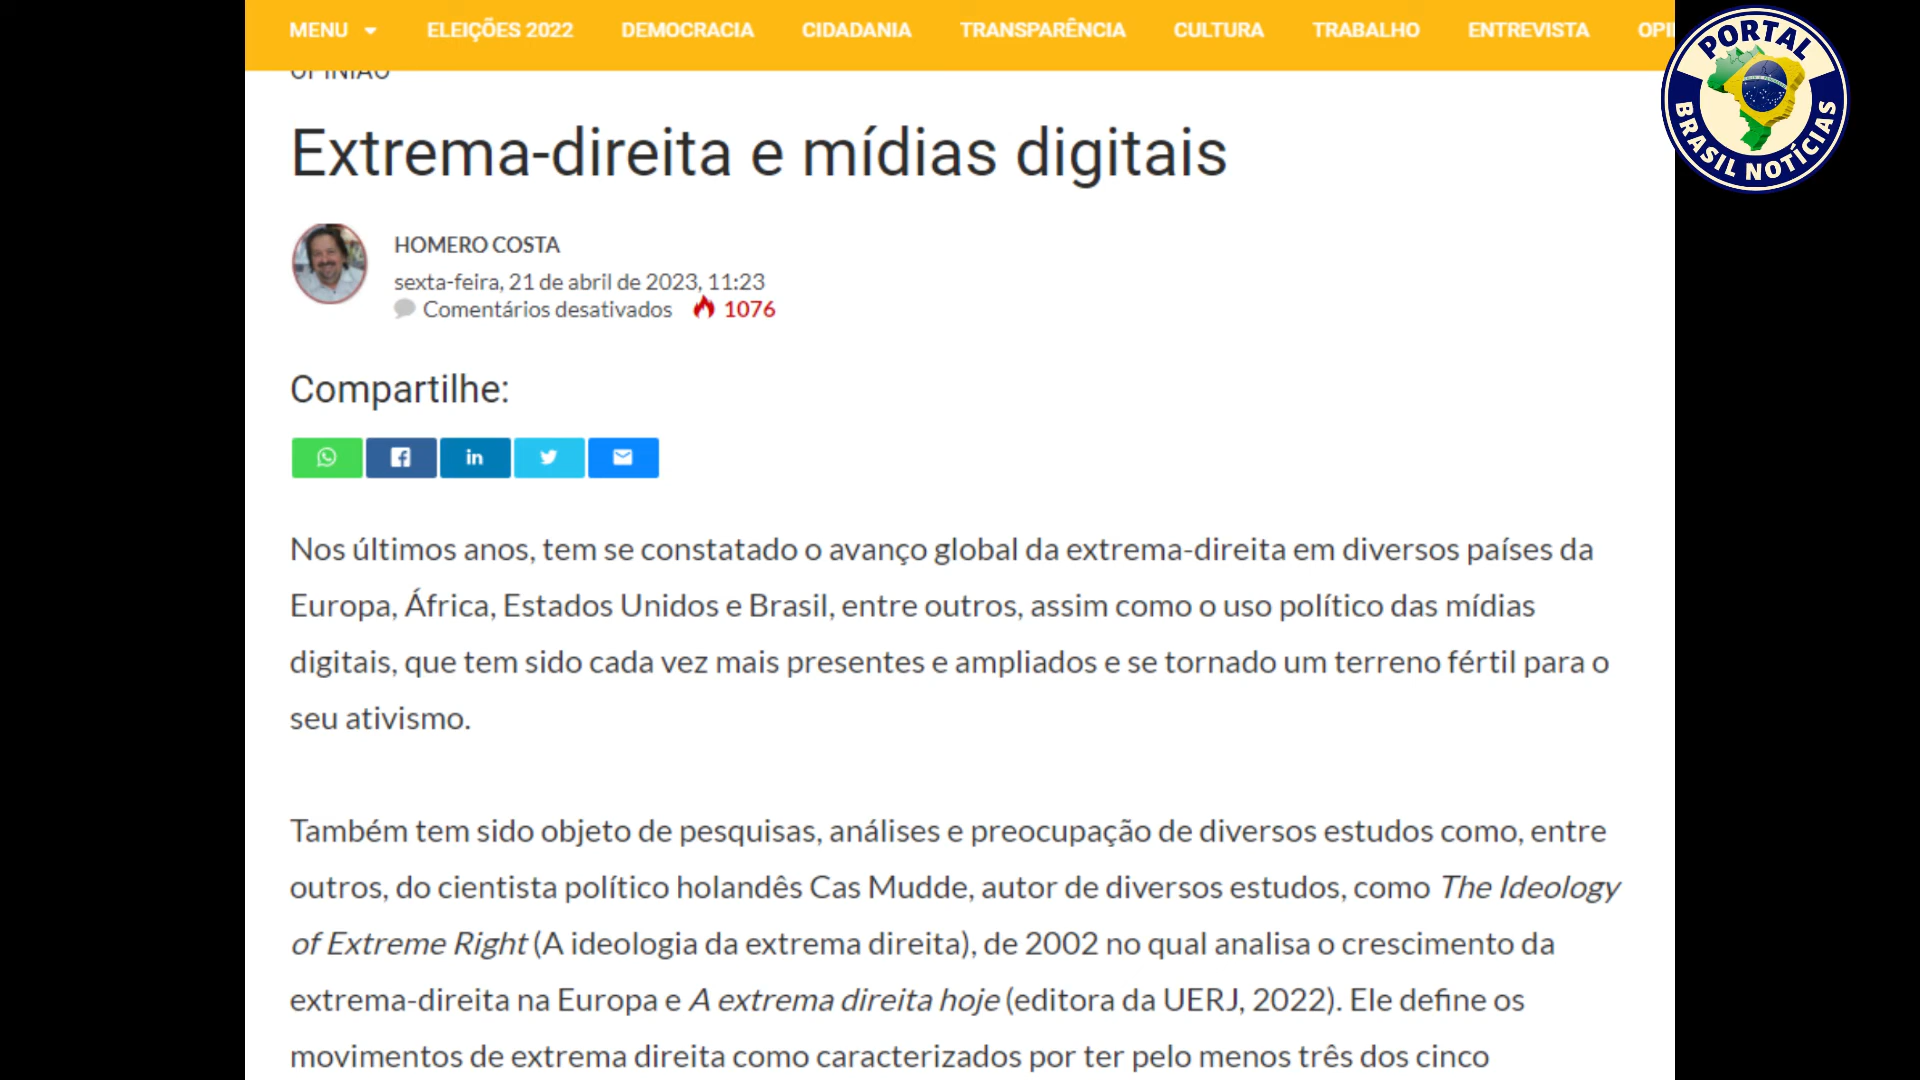 MENU ELEIÇÕES 2022 DEMOCRACIA CIDADANIA TRANSPARÊNCIA CULTURA TRABALHO ENTREVISTA OPI
PORTAL
BRASIL NOTÍCIAS
OPINIÃO
Extrema-direita e mídias digitais
HOMERO COSTA
sexta-feira, 21 de abril de 2023, 11:23
Comentários desativados 1076
Compartilhe:
in
Nos últimos anos, tem se constatado o avanço global da extrema-direita em diversos países da
Europa, África, Estados Unidos e Brasil, entre outros, assim como o uso político das mídias
digitais, que tem sido cada vez mais presentes e ampliados e se tornado um terreno fértil para o
seu ativismo.
Também tem sido objeto de pesquisas, análises e preocupação de diversos estudos como, entre
outros, do cientista político holandês Cas Mudde, autor de diversos estudos, como The Ideology
of Extreme Right (A ideologia da extrema direita), de 2002 no qual analisa o crescimento da
extrema-direita na Europa e A extrema direita hoje (editora da UERJ, 2022). Ele define os
movimentos de extrema direita como caracterizados por ter pelo menos três dos cinco